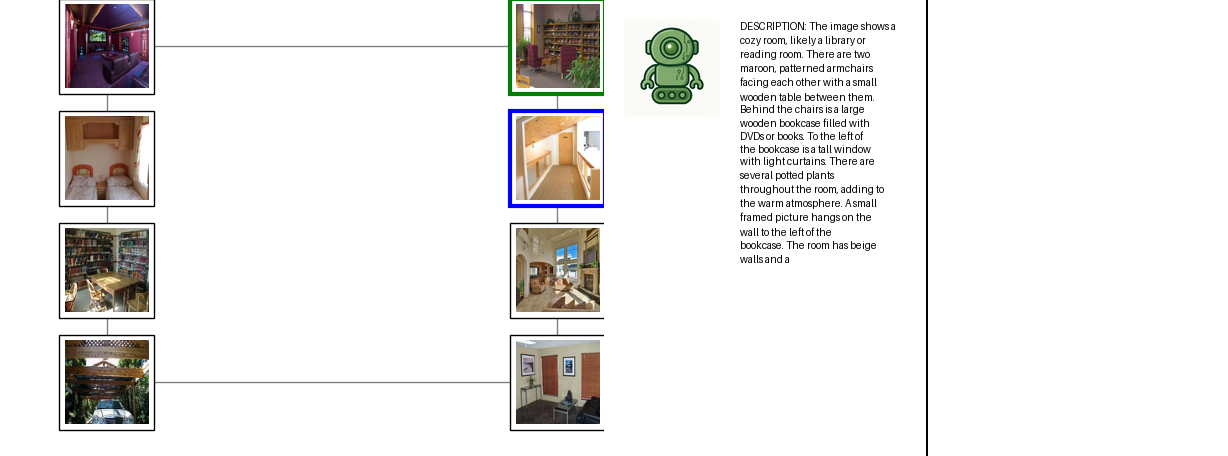 DESCRIPTION: The image shows a
cozy room, likely a library or
reading room. There are two
maroon, patterned armchairs
facing each other with a small
wooden table between them.
Behind the chairs is a large
wooden bookcase filled with
DVDs or books. To the left of
the bookcase is a tall window
with light curtains. There are
several potted plants
throughout the room, adding to
the warm atmosphere. A small
framed picture hangs on the
wall to the left of the
bookcase. The room has beige
walls and a